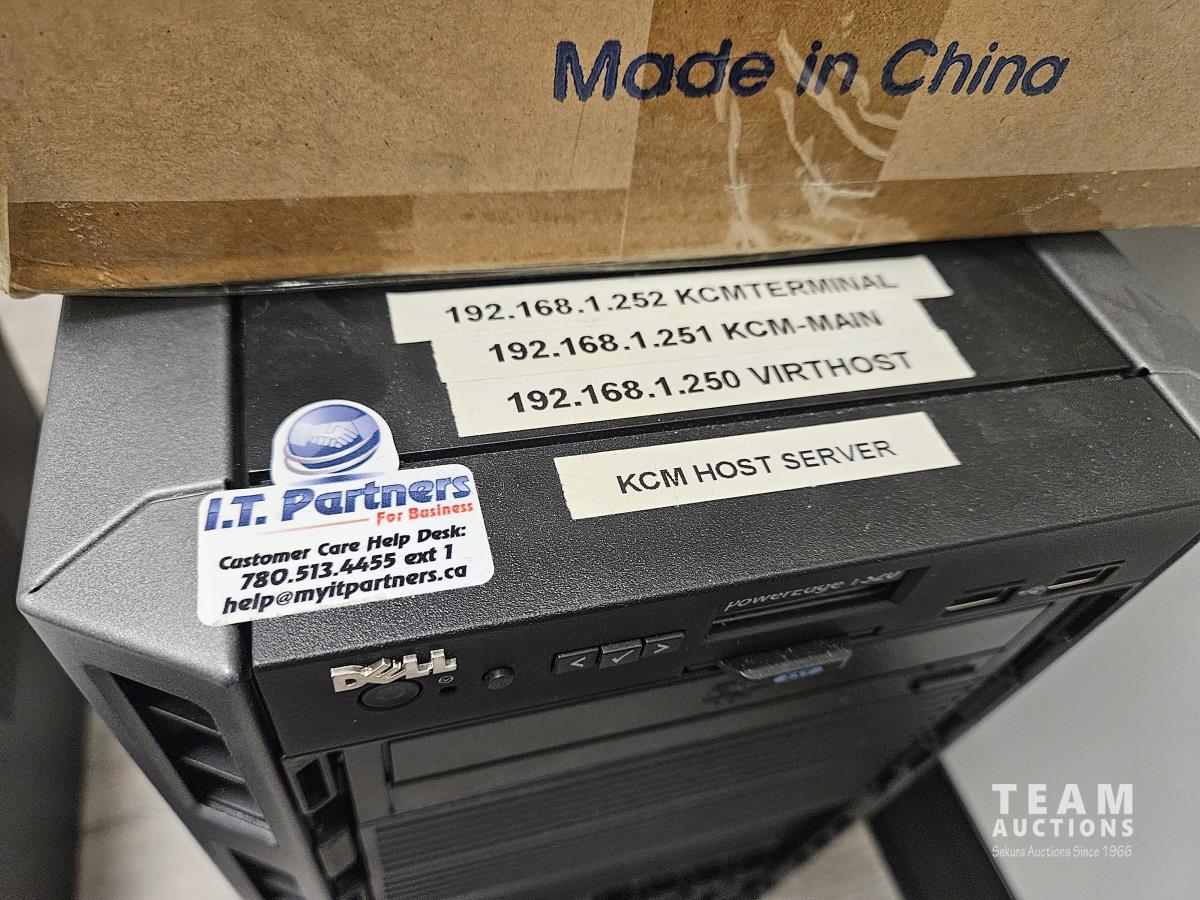 Made in China
192.168.1.252 KCMTERMINAL
192.168.1.251 KCM-MAIN
192.168.1.250 VIRTHOST
KCM HOST SERVER
I.T. Partners
For Business
Customer Care Help Desk:
780.513.4455 ext 1
help@myitpartners.ca
PowerEdge
DELL
< ✓ >
TEAM
AUCTIONS
Sekura Auctions Since 1966